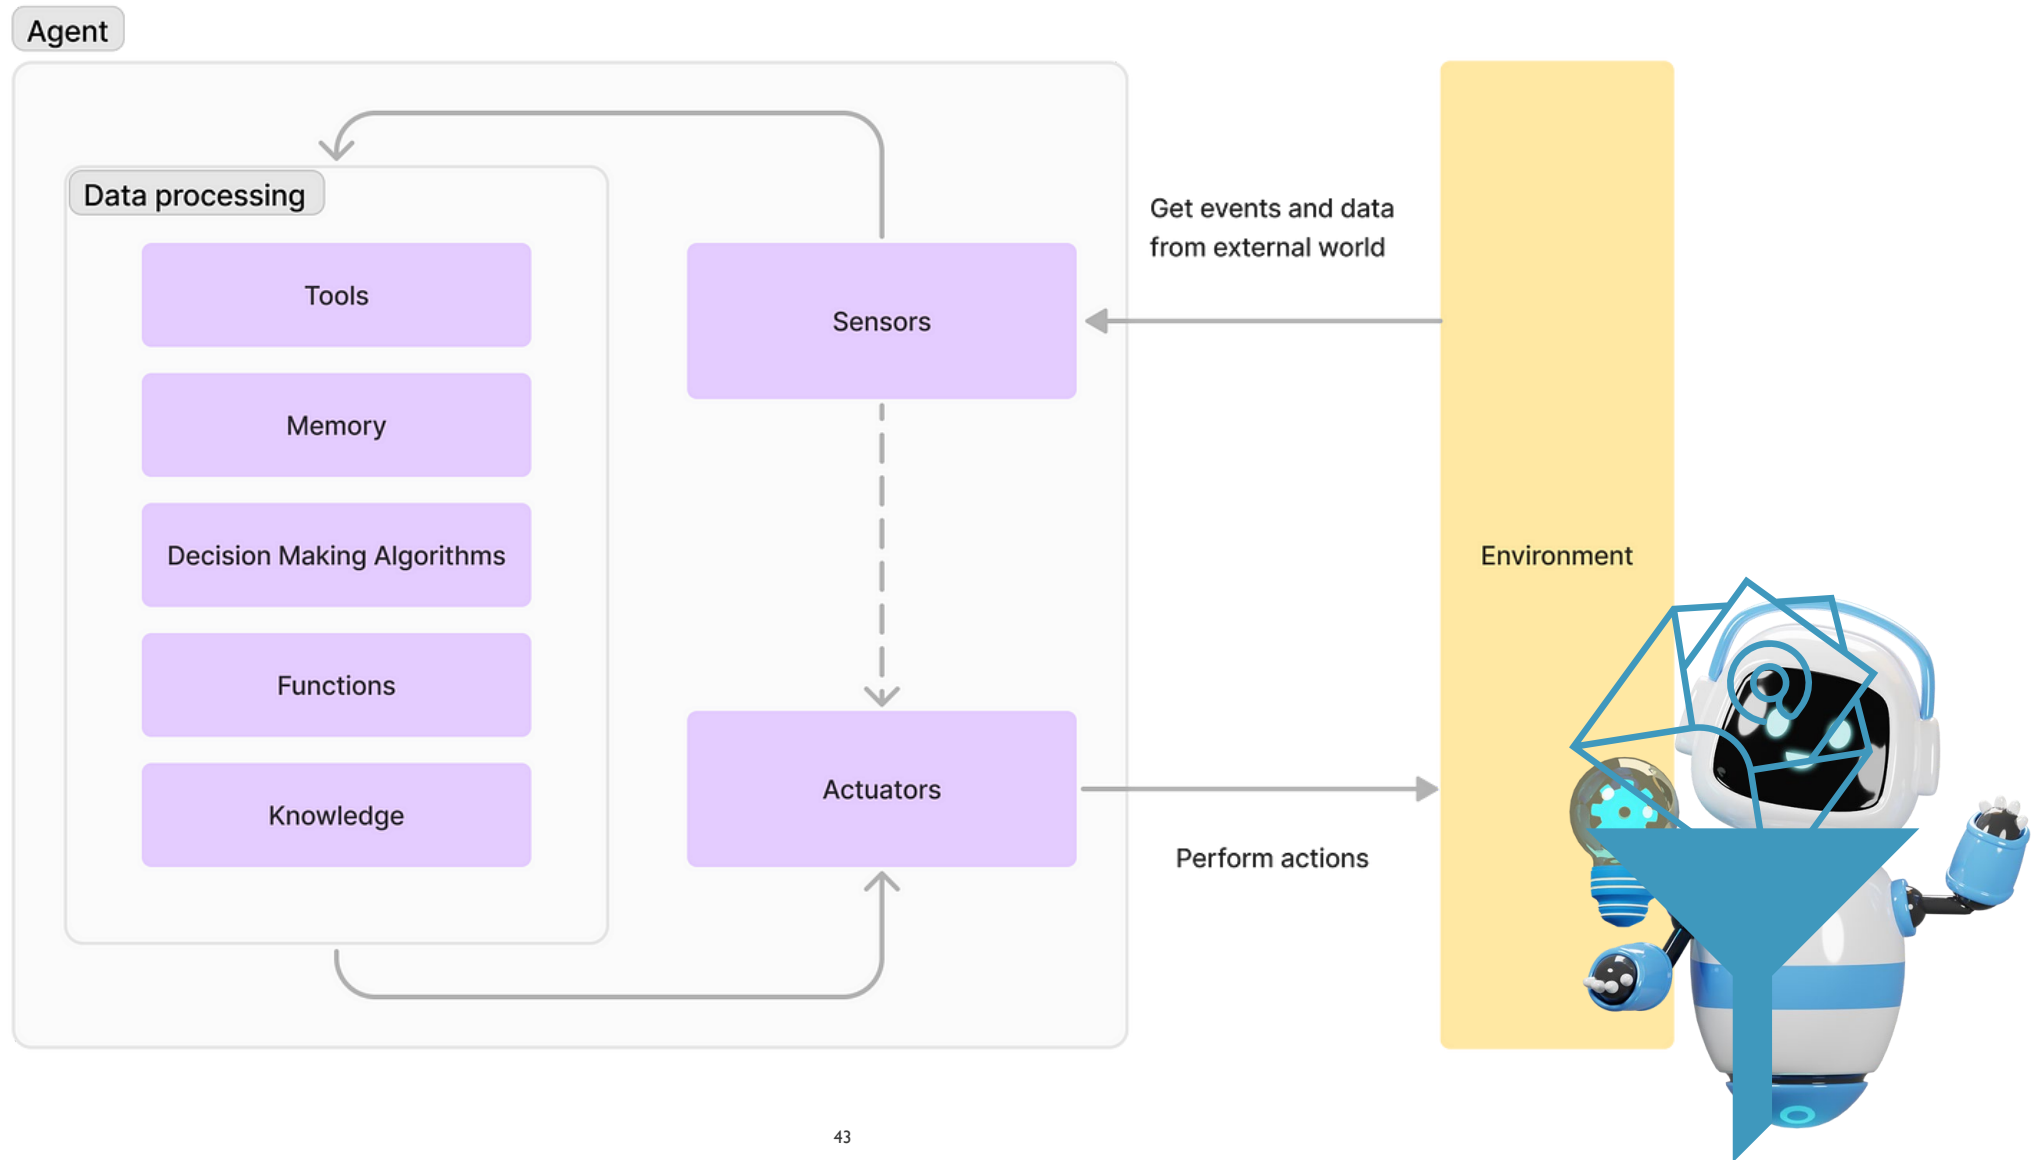 Agent
Data processing
Tools
Memory
Decision Making Algorithms
Functions
Knowledge
Sensors
Actuators
Get events and data
from external world
Perform actions
Environment
43